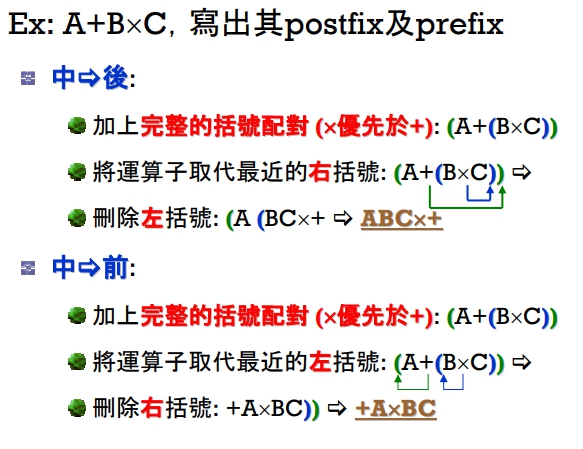 Ex: A+B×C, 寫出其postfix及prefix
中⇨後:
加上完整的括號配對 (×優先於+): (A+(B×C))
將運算子取代最近的右括號: (A+(B×C)) ⇨
刪除左括號: (A (BC×+ ⇨ ABC×+
中⇨前:
加上完整的括號配對 (×優先於+): (A+(B×C))
將運算子取代最近的左括號: (A+(B×C)) ⇨
刪除右括號: +A×BC)) ⇨ +A×BC